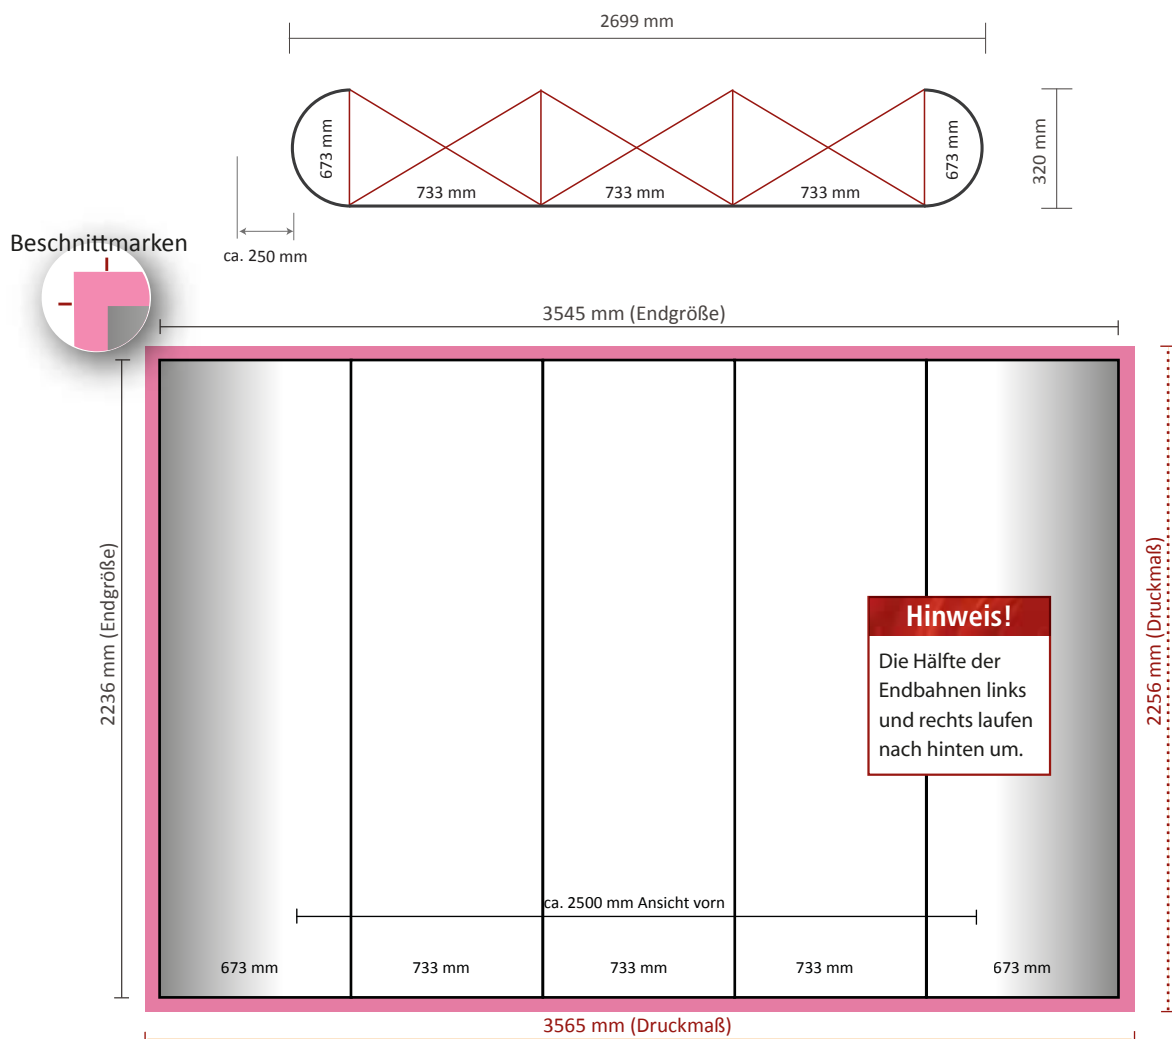 2699 mm
673 mm
733 mm
733 mm
733 mm
673 mm
320 mm
ca. 250 mm
Beschnittmarken
3545 mm (Endgröße)
2236 mm (Endgröße)
2256 mm (Druckmaß)
Hinweis!
Die Hälfte der
Endbahnen links
und rechts laufen
nach hinten um.
ca. 2500 mm Ansicht vorn
673 mm
733 mm
733 mm
733 mm
673 mm
3565 mm (Druckmaß)